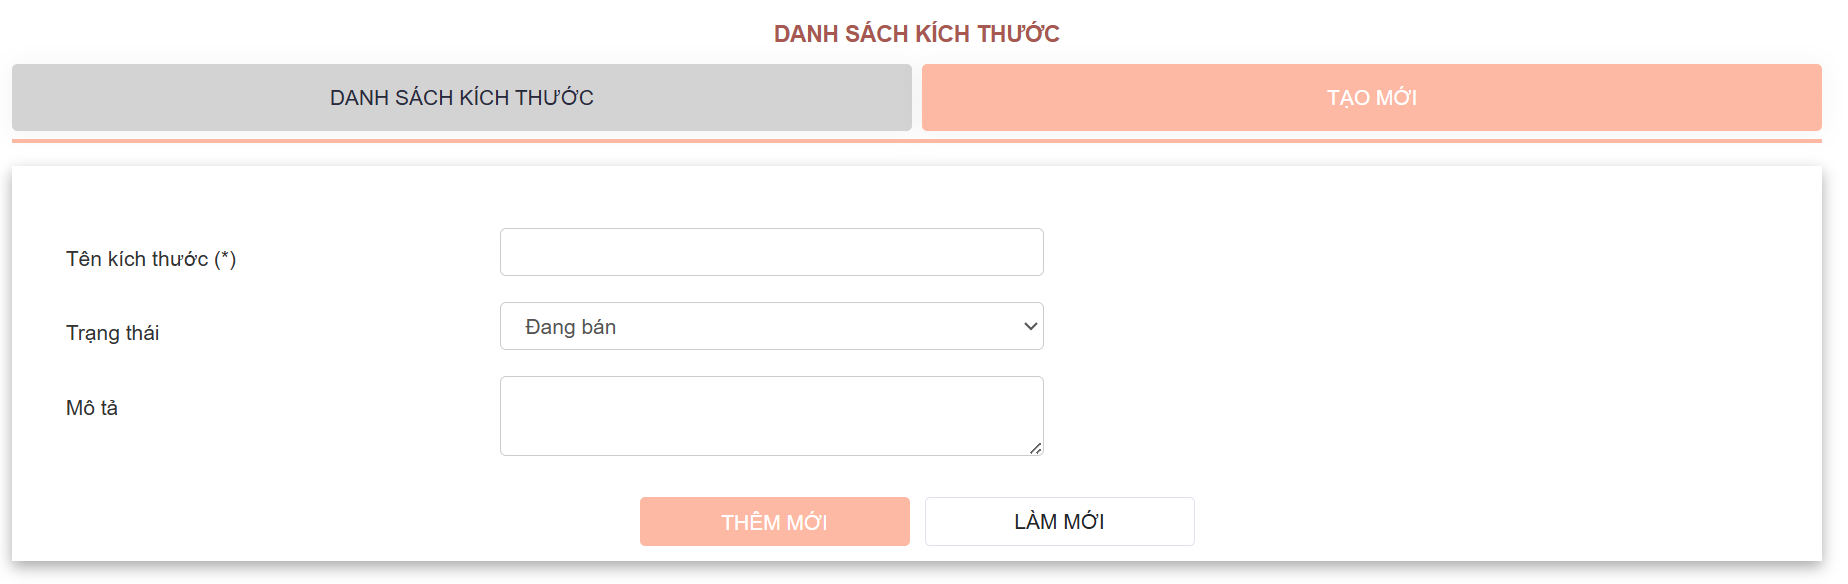 DANH SÁCH KÍCH THƯỚC
DANH SÁCH KÍCH THƯỚC
TẠO MỚI
Tên kích thước (*)
Trạng thái
Đang bán
Mô tả
THÊM MỚI
LÀM MỚI